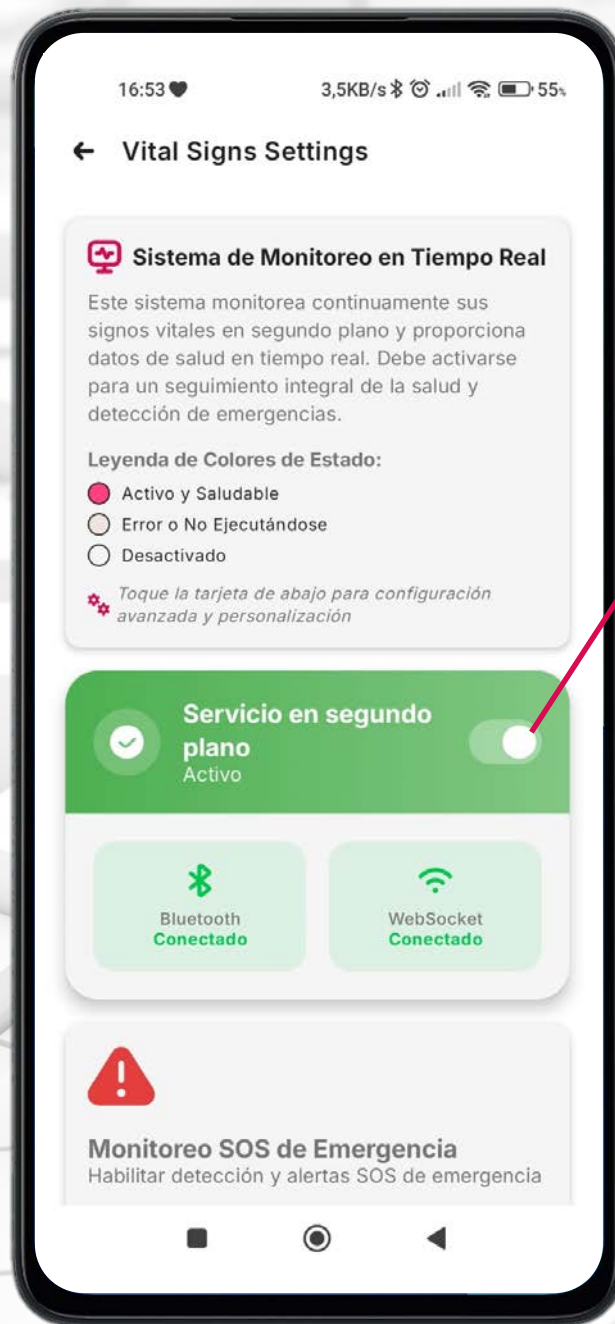 16:53 3,5KB/s 55%
Vital Signs Settings
Sistema de Monitoreo en Tiempo Real
Este sistema monitorea continuamente sus
signos vitales en segundo plano y proporciona
datos de salud en tiempo real. Debe activarse
para un seguimiento integral de la salud y
detección de emergencias.
Leyenda de Colores de Estado:
Activo y Saludable
Error o No Ejecutándose
Desactivado
Toque la tarjeta de abajo para configuración
avanzada y personalización
Servicio en segundo
plano
Activo
Bluetooth
Conectado
WebSocket
Conectado
Monitoreo SOS de Emergencia
Habilitar detección y alertas SOS de emergencia